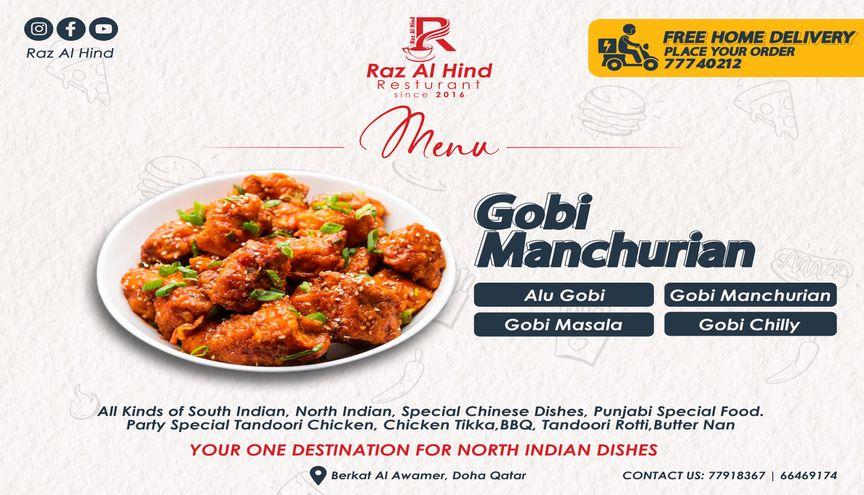 Raz Al Hind
R
Raz Al Hind
Raz Al Hind
Resturant
since 2016
FREE HOME DELIVERY
PLACE YOUR ORDER
77740212
Menu
Gobi
Manchurian
Alu Gobi
Gobi Manchurian
Gobi Masala
Gobi Chilly
All Kinds of South Indian, North Indian, Special Chinese Dishes, Punjabi Special Food.
Party Special Tandoori Chicken, Chicken Tikka,BBQ, Tandoori Rotti,Butter Nan
YOUR ONE DESTINATION FOR NORTH INDIAN DISHES
Berkat Al Awamer, Doha Qatar
CONTACT US: 77918367 | 66469174